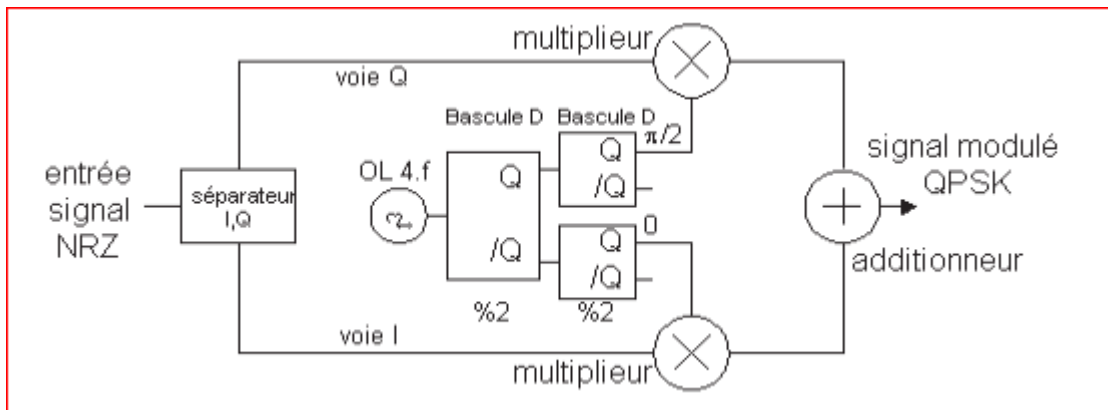 multiplieur
voie Q
Bascule D Bascule D
π/2
Q
Q
/Q
OL 4.f
entrée
signal
NRZ
séparateur
I,Q
signal modulé
QPSK
0
Q
/Q
/Q
additionneur
%2
%2
voie I
multiplieur